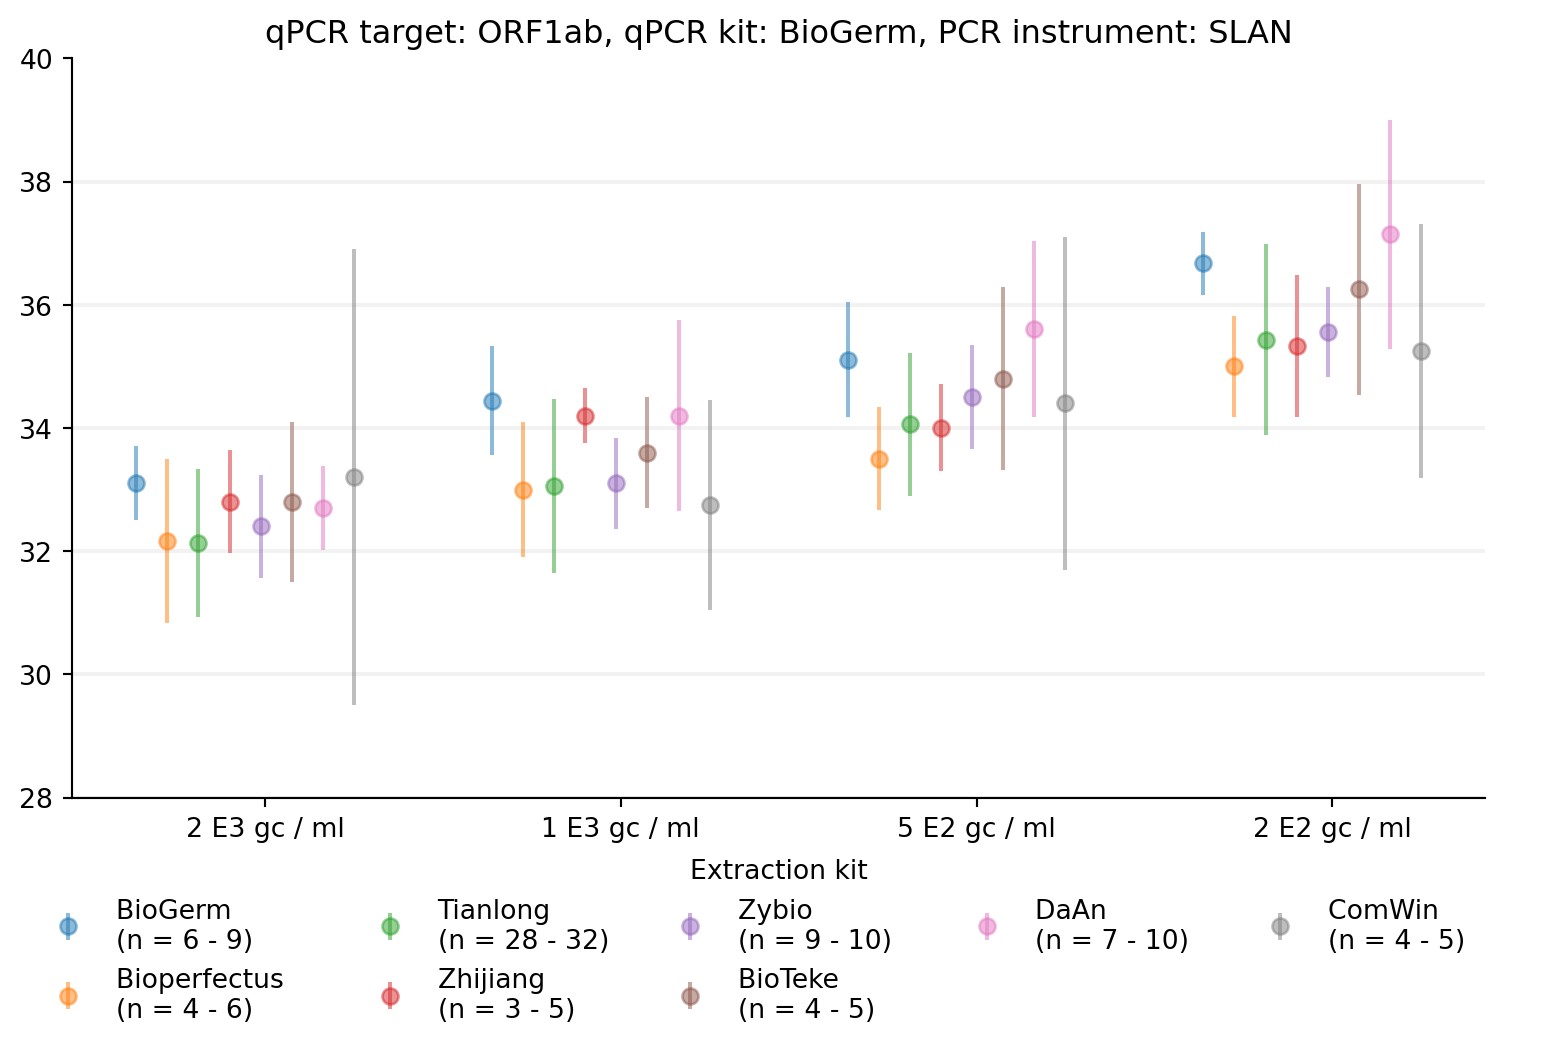 qPCR target: ORF1ab, qPCR kit: BioGerm, PCR instrument: SLAN
40
38
36
34
32
30
28
2 E3 gc / ml
1 E3 gc / ml
5 E2 gc / ml
2 E2 gc / ml
Extraction kit
BioGerm
(n = 6 - 9)
Bioperfectus
(n = 4 - 6)
Tianlong
(n = 28 - 32)
Zhijiang
(n = 3 - 5)
Zybio
(n = 9 - 10)
BioTeke
(n = 4 - 5)
DaAn
(n = 7 - 10)
ComWin
(n = 4 - 5)